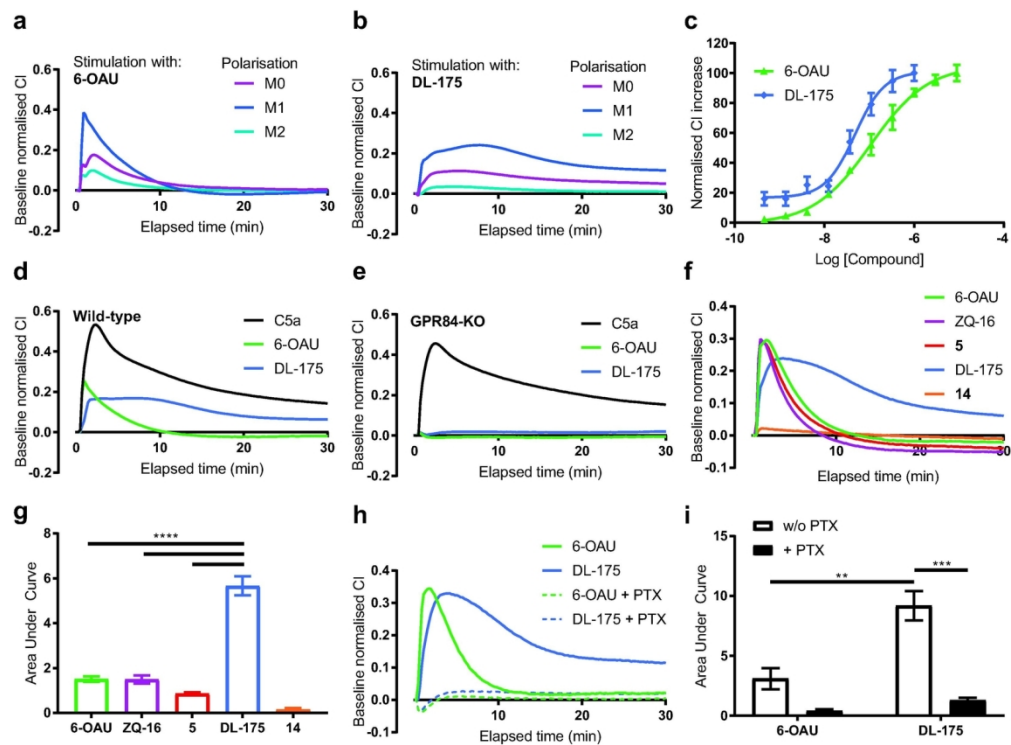 a
Stimulation with:
6-OAU
Polarisation
M0
M1
M2
Baseline normalised CI
0.6
0.4
0.2
0.0
-0.2
10
20
30
Elapsed time (min)
b
Stimulation with:
DL-175
Polarisation
M0
M1
M2
Baseline normalised CI
0.6
0.4
0.2
0.0
-0.2
10
20
30
Elapsed time (min)
c
6-OAU
DL-175
Normalised CI increase
120
100
80
60
40
20
0
-10
-8
-6
-4
Log [Compound]
d
Wild-type
C5a
6-OAU
DL-175
Baseline normalised CI
0.6
0.4
0.2
0.0
-0.2
10
20
30
Elapsed time (min)
e
GPR84-KO
C5a
6-OAU
DL-175
Baseline normalised CI
0.6
0.4
0.2
0.0
-0.2
10
20
30
Elapsed time (min)
f
6-OAU
ZQ-16
5
DL-175
14
Baseline normalised CI
0.4
0.3
0.2
0.1
0.0
-0.1
10
20
30
Elapsed time (min)
g
****
Area Under Curve
8
6
4
2
0
6-OAU
ZQ-16
5
DL-175
14
h
6-OAU
DL-175
6-OAU + PTX
DL-175 + PTX
Baseline normalised CI
0.4
0.3
0.2
0.1
0.0
-0.1
10
20
30
Elapsed time (min)
i
w/o PTX
+ PTX
**
***
Area Under Curve
15
10
5
0
6-OAU
DL-175